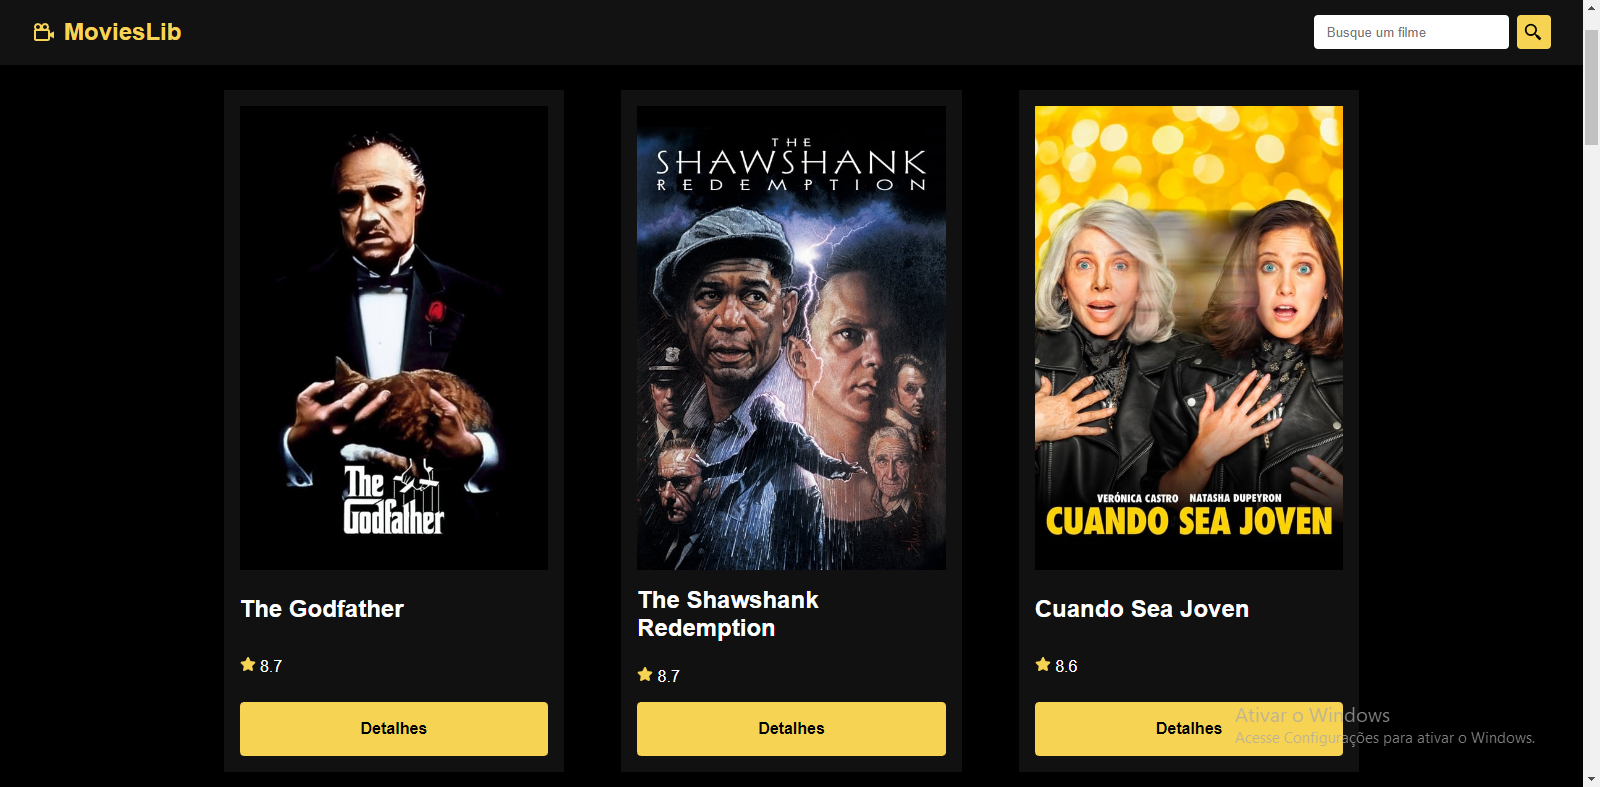 MoviesLib
Busque um filme
The
Godfather
THE
SHAWSHANK
REDEMPTION
VERÓNICA CASTRO NATASHA DUPEYRON
CUANDO SEA JOVEN
The Godfather
8.7
Detalhes
The Shawshank
Redemption
8.7
Detalhes
Cuando Sea Joven
8.6
Detalhes
Ativar o Windows
Acesse Configurações para ativar o Windows.